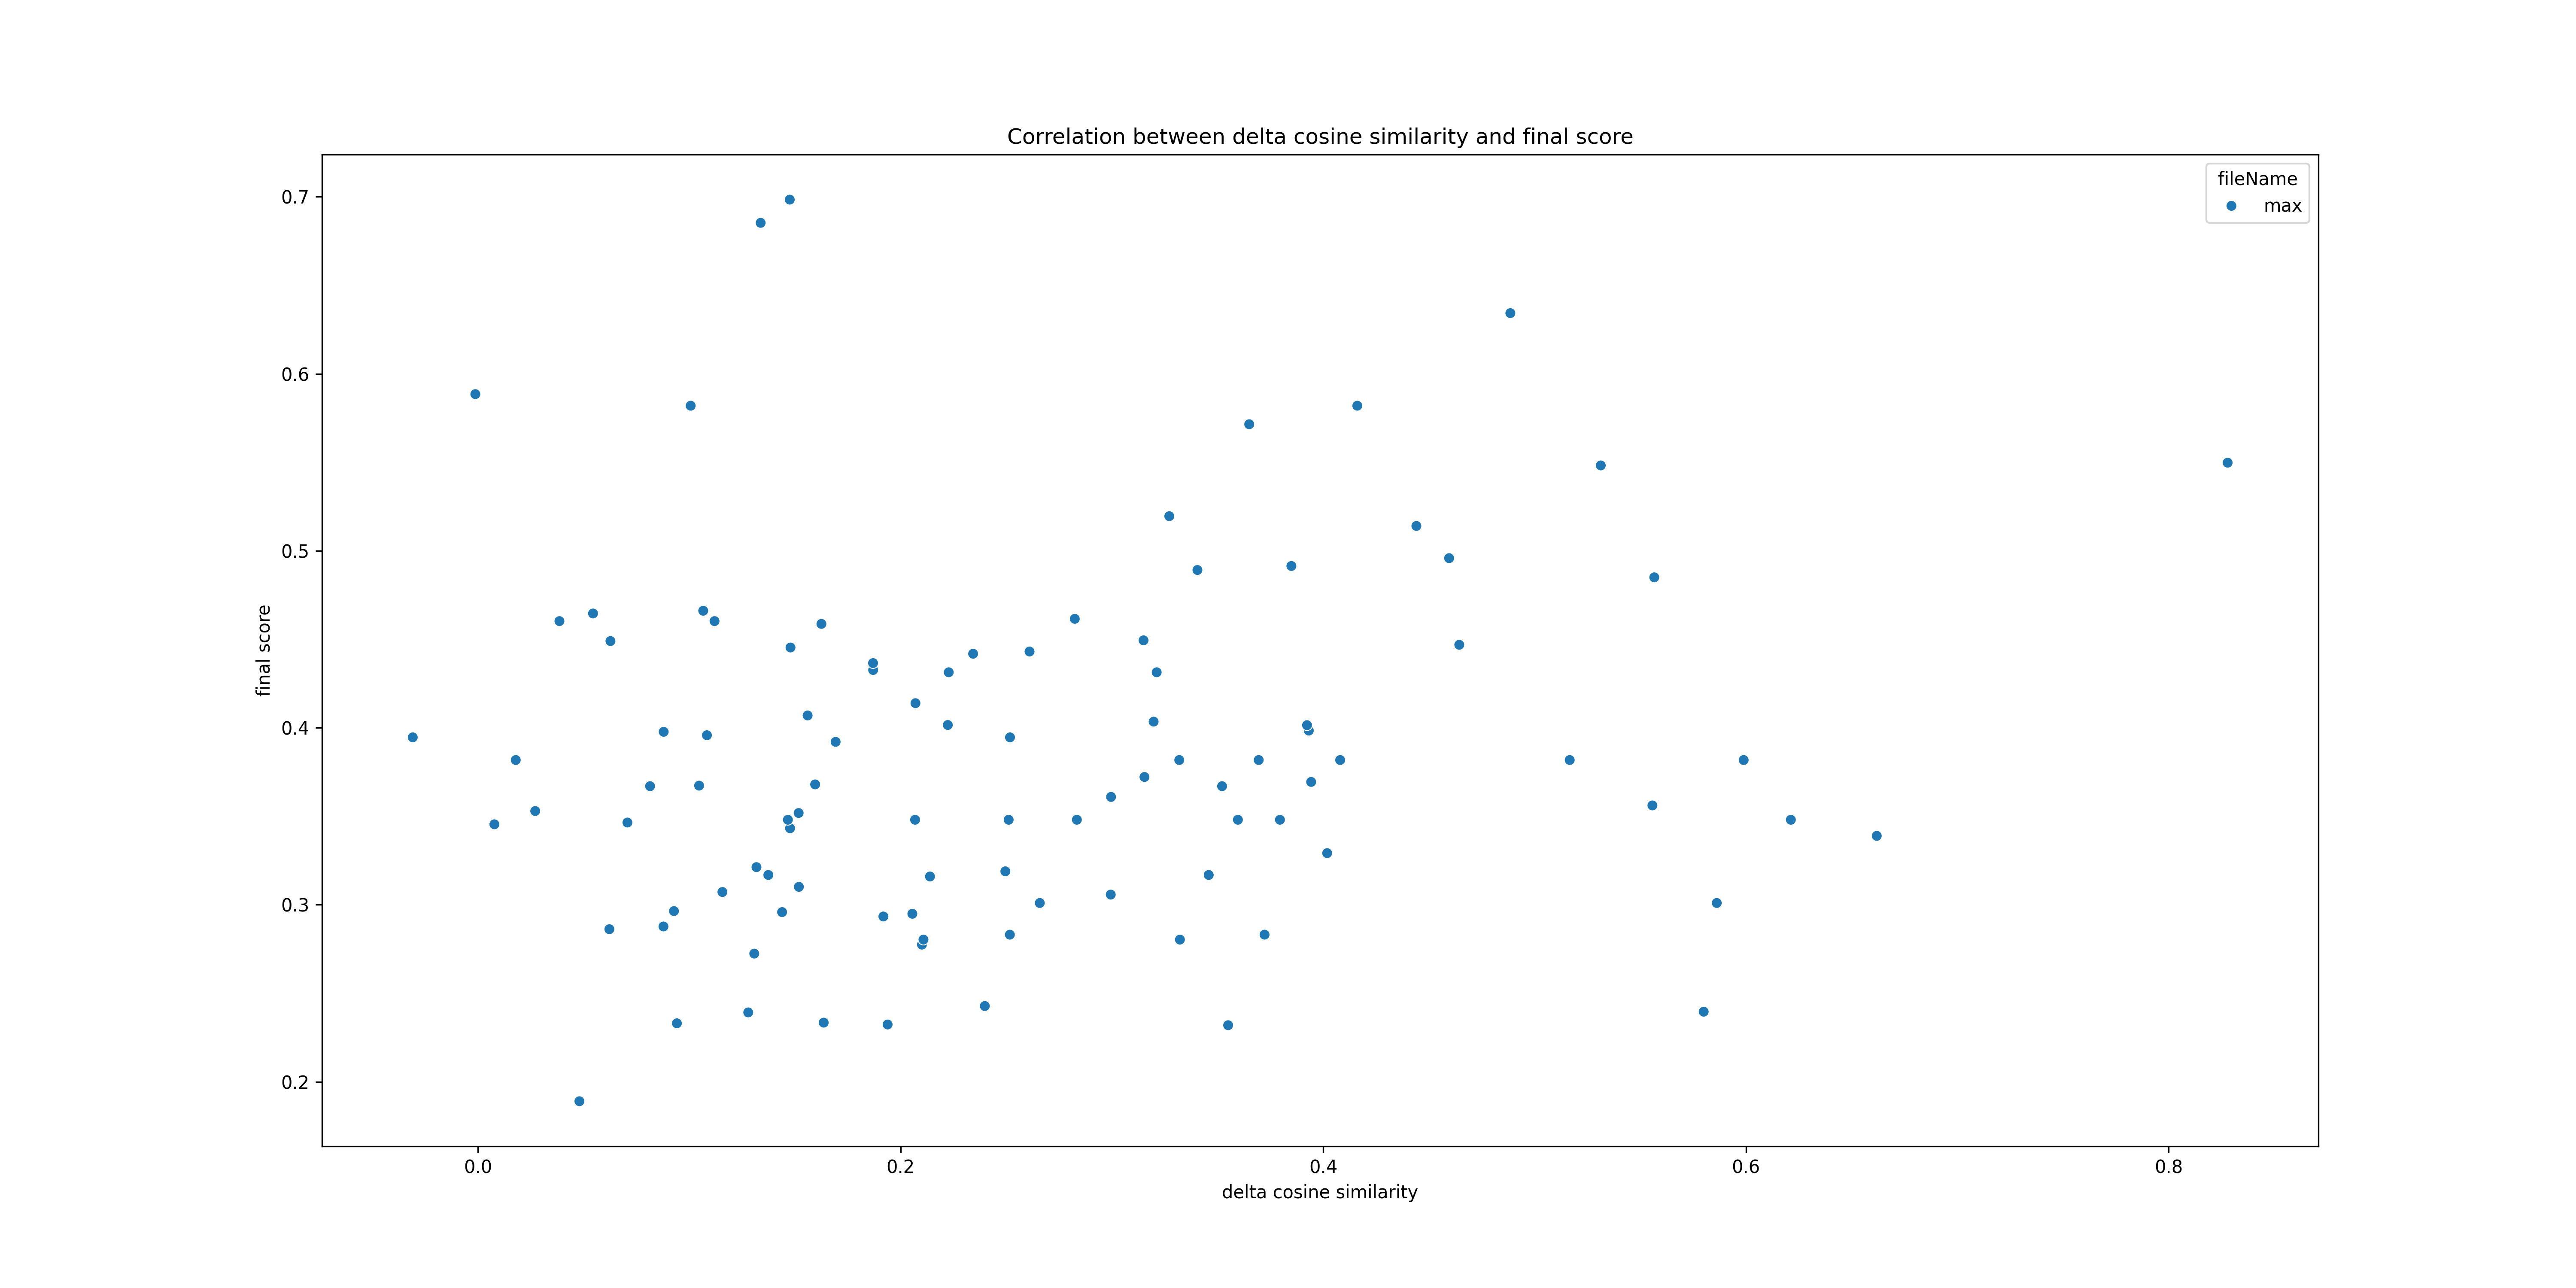 Correlation between delta cosine similarity and final score
fileName
max
0.7
0.6
0.5
0.4
0.3
0.2
final score
0.0 0.2 0.4 0.6 0.8
delta cosine similarity